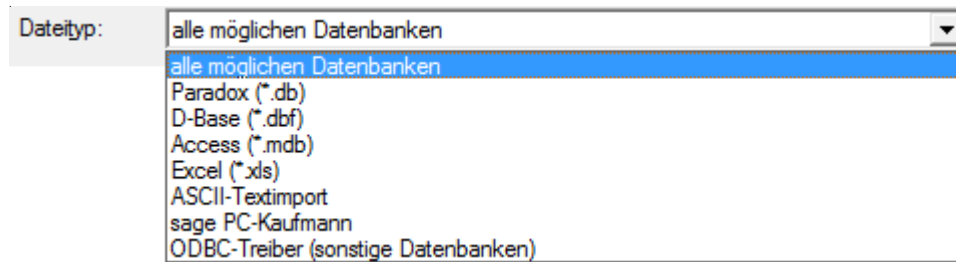 Dateityp: alle möglichen Datenbanken
alle möglichen Datenbanken
Paradox (*.db)
D-Base (*.dbf)
Access (*.mdb)
Excel (*.xls)
ASCII-Textimport
sage PC-Kaufmann
ODBC-Treiber (sonstige Datenbanken)